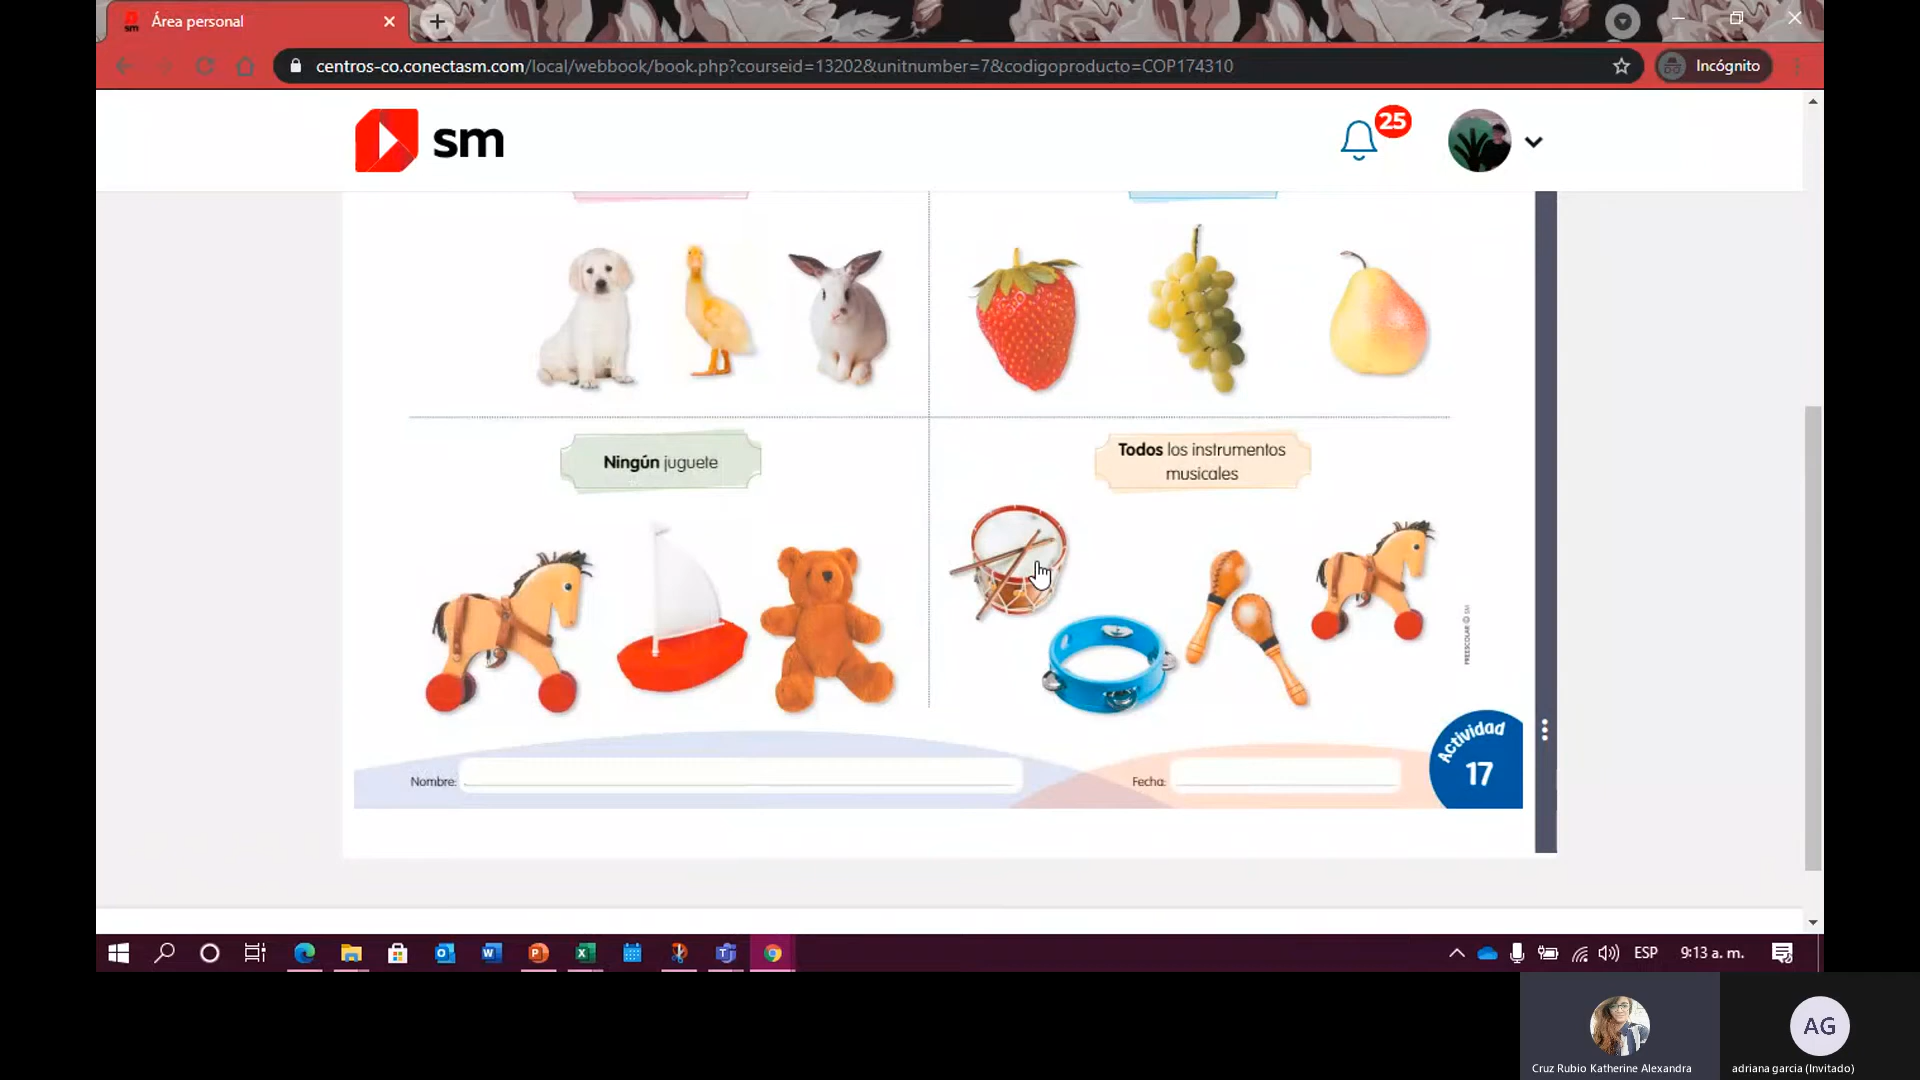 Área personal
centros-co.conectasm.com/local/webbook/book.php?courseid=13202&unitnumber=7&codigoproducto=COP174310
Incógnito
sm
25
Ningún juguete
Todos los instrumentos
musicales
PREESCOLAR © SM
Actividad
17
Nombre:
Fecha:
ESP
9:13 a. m.
AG
Cruz Rubio Katherine Alexandra
adriana garcia (Invitado)